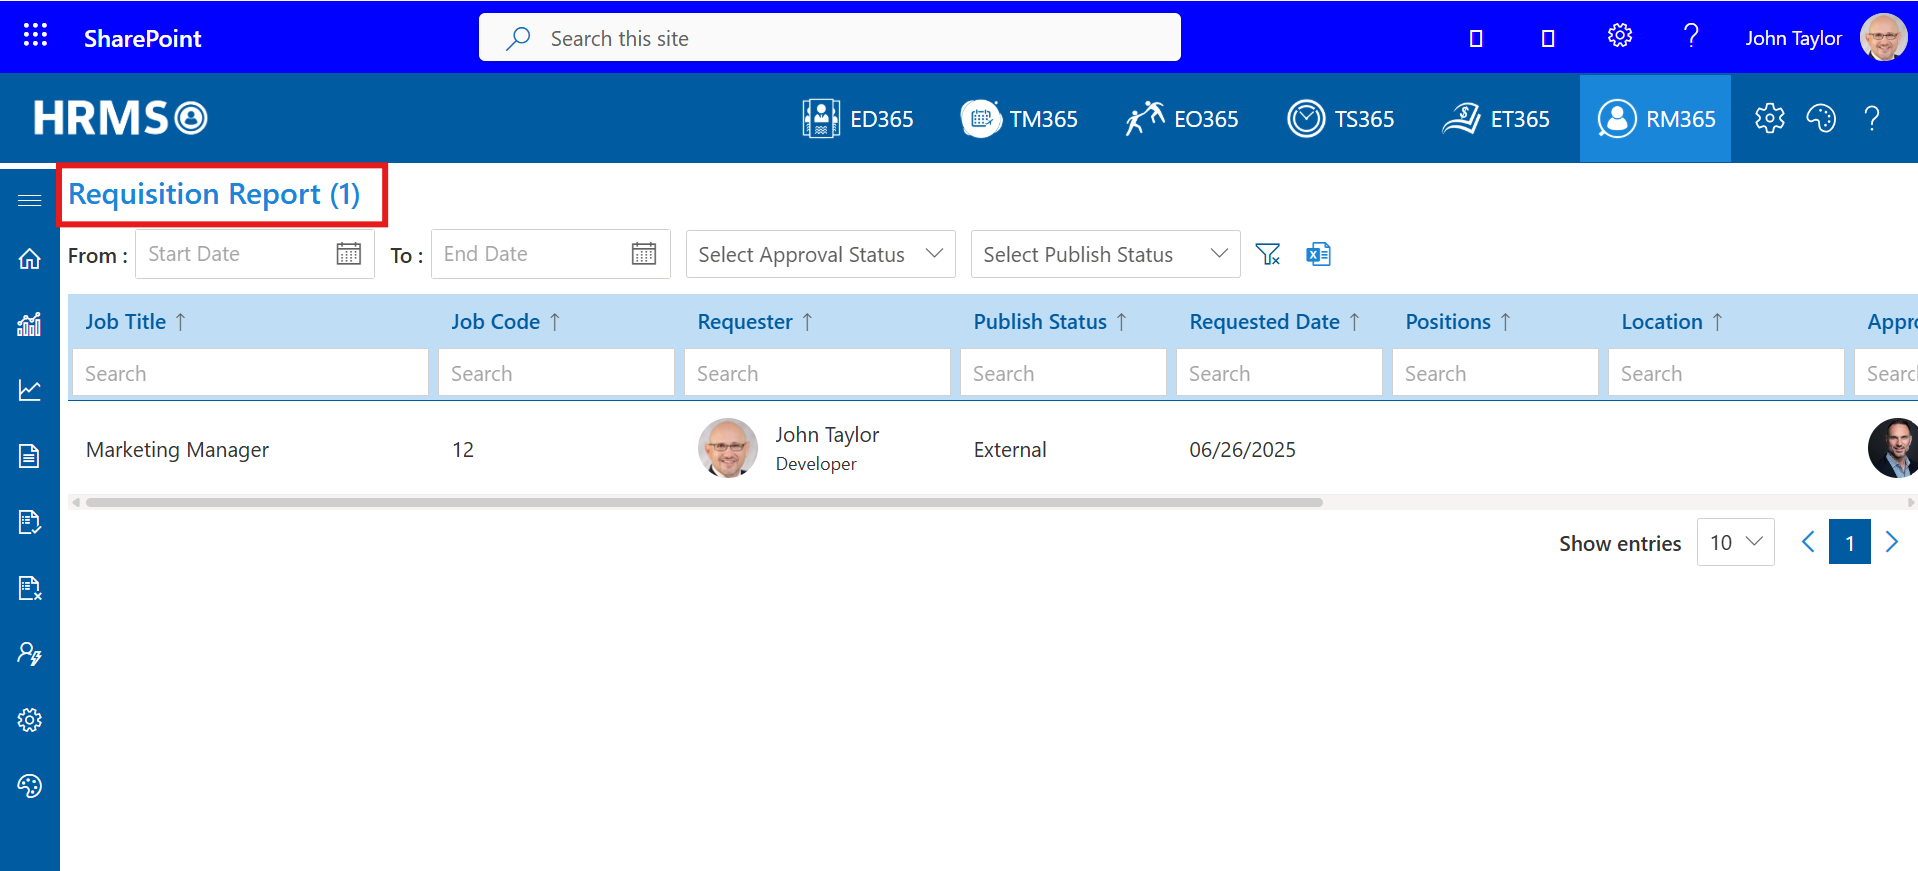 SharePoint
Search this site
John Taylor
HRMS
ED365
TM365
EO365
TS365
ET365
RM365
Requisition Report (1)
From :
Start Date
To :
End Date
Select Approval Status
Select Publish Status
Job Title ↑
Job Code ↑
Requester ↑
Publish Status ↑
Requested Date ↑
Positions ↑
Location ↑
Appro
Search
Search
Search
Search
Search
Search
Search
Searc
Marketing Manager
12
John Taylor
Developer
External
06/26/2025
Show entries
10
1